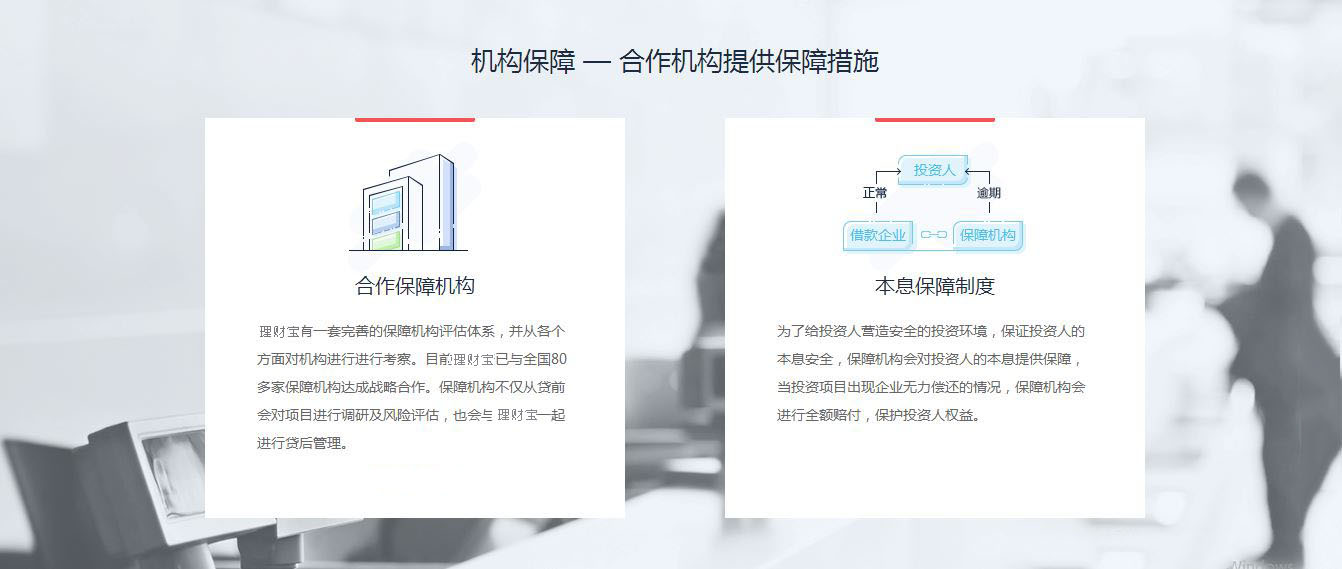 机构保障 — 合作机构提供保障措施
投资人
正常
逾期
借款企业
保障机构
合作保障机构
理财宝有一套完善的保障机构评估体系，并从各个
方面对机构进行进行考察。目前理财宝已与全国80
多家保障机构达成战略合作。保障机构不仅从贷前
会对项目进行调研及风险评估，也会与 理财宝一起
进行贷后管理。
本息保障制度
为了给投资人营造安全的投资环境，保证投资人的
本息安全，保障机构会对投资人的本息提供保障，
当投资项目出现企业无力偿还的情况，保障机构会
进行全额赔付，保护投资人权益。
Windows